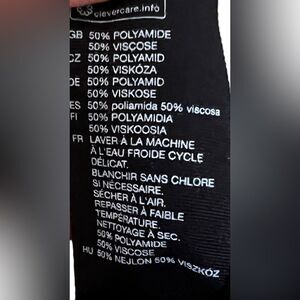 clevercare.info
GB 50% POLYAMIDE
50% VISCOSE
CZ 50% POLYAMID
50% VISKÓZA
DE 50% POLYAMID
50% VISKOSE
ES 50% poliamida 50% viscosa
FI 50% POLYAMIDIA
50% VISKOOSIA
FR LAVER À LA MACHINE
À L'EAU FROIDE CYCLE
DÉLICAT.
BLANCHIR SANS CHLORE
SI NÉCESSAIRE.
SÉCHER À L'AIR.
REPASSER À FAIBLE
TEMPÉRATURE.
NETTOYAGE À SEC.
50% POLYAMIDE
50% VISCOSE
HU 50% NEJLON 50% VISZKÓZ